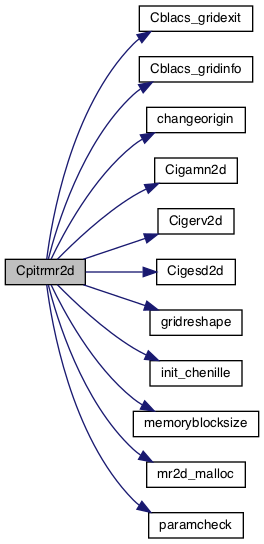 Cblacs_gridexit
Cblacs_gridinfo
changeorigin
Cigamn2d
Cigerv2d
Cpitrmr2d
Cigesd2d
gridreshape
init_chenille
memoryblocksize
mr2d_malloc
paramcheck